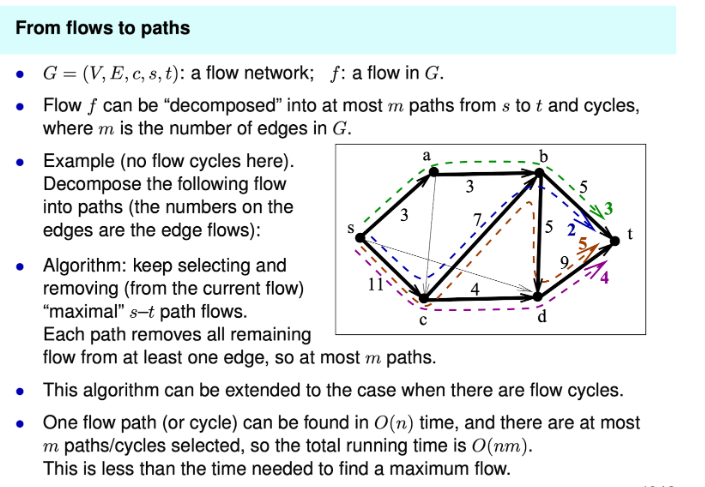 From flows to paths
• G = (V, E, c, s, t): a flow network; f: a flow in G.
• Flow f can be “decomposed” into at most m paths from s to t and cycles,
where m is the number of edges in G.
• Example (no flow cycles here).
Decompose the following flow
into paths (the numbers on the
edges are the edge flows):
a
b
3
5
3
3
7
5
2
s
t
5
9
11
4
4
c
d
• Algorithm: keep selecting and
removing (from the current flow)
“maximal” s–t path flows.
Each path removes all remaining
flow from at least one edge, so at most m paths.
• This algorithm can be extended to the case when there are flow cycles.
• One flow path (or cycle) can be found in O(n) time, and there are at most
m paths/cycles selected, so the total running time is O(nm).
This is less than the time needed to find a maximum flow.